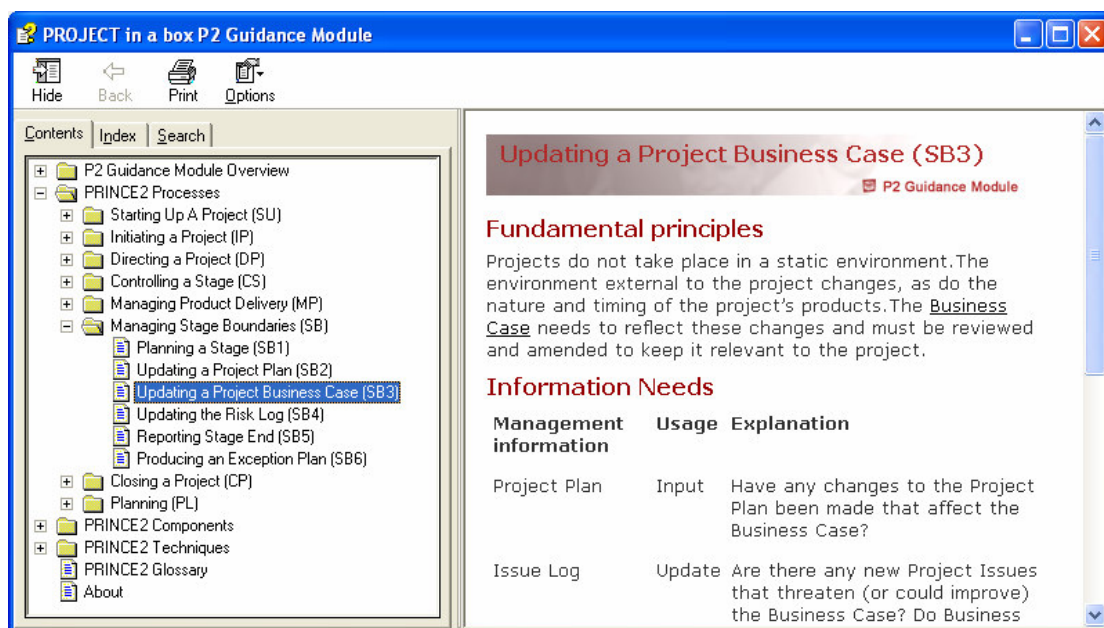 PROJECT in a box P2 Guidance Module
Hide Back Print Options
Contents Index Search
P2 Guidance Module Overview
PRINCE2 Processes
Starting Up A Project (SU)
Initiating a Project (IP)
Directing a Project (DP)
Controlling a Stage (CS)
Managing Product Delivery (MP)
Managing Stage Boundaries (SB)
Planning a Stage (SB1)
Updating a Project Plan (SB2)
Updating a Project Business Case (SB3)
Updating the Risk Log (SB4)
Reporting Stage End (SB5)
Producing an Exception Plan (SB6)
Closing a Project (CP)
Planning (PL)
PRINCE2 Components
PRINCE2 Techniques
PRINCE2 Glossary
About
Updating a Project Business Case (SB3)
P2 Guidance Module
Fundamental principles
Projects do not take place in a static environment.The
environment external to the project changes, as do the
nature and timing of the project's products.The Business
Case needs to reflect these changes and must be reviewed
and amended to keep it relevant to the project.
Information Needs
Management Usage Explanation
information
Project Plan Input Have any changes to the Project
Plan been made that affect the
Business Case?
Issue Log Update Are there any new Project Issues
that threaten (or could improve)
the Business Case? Do Business